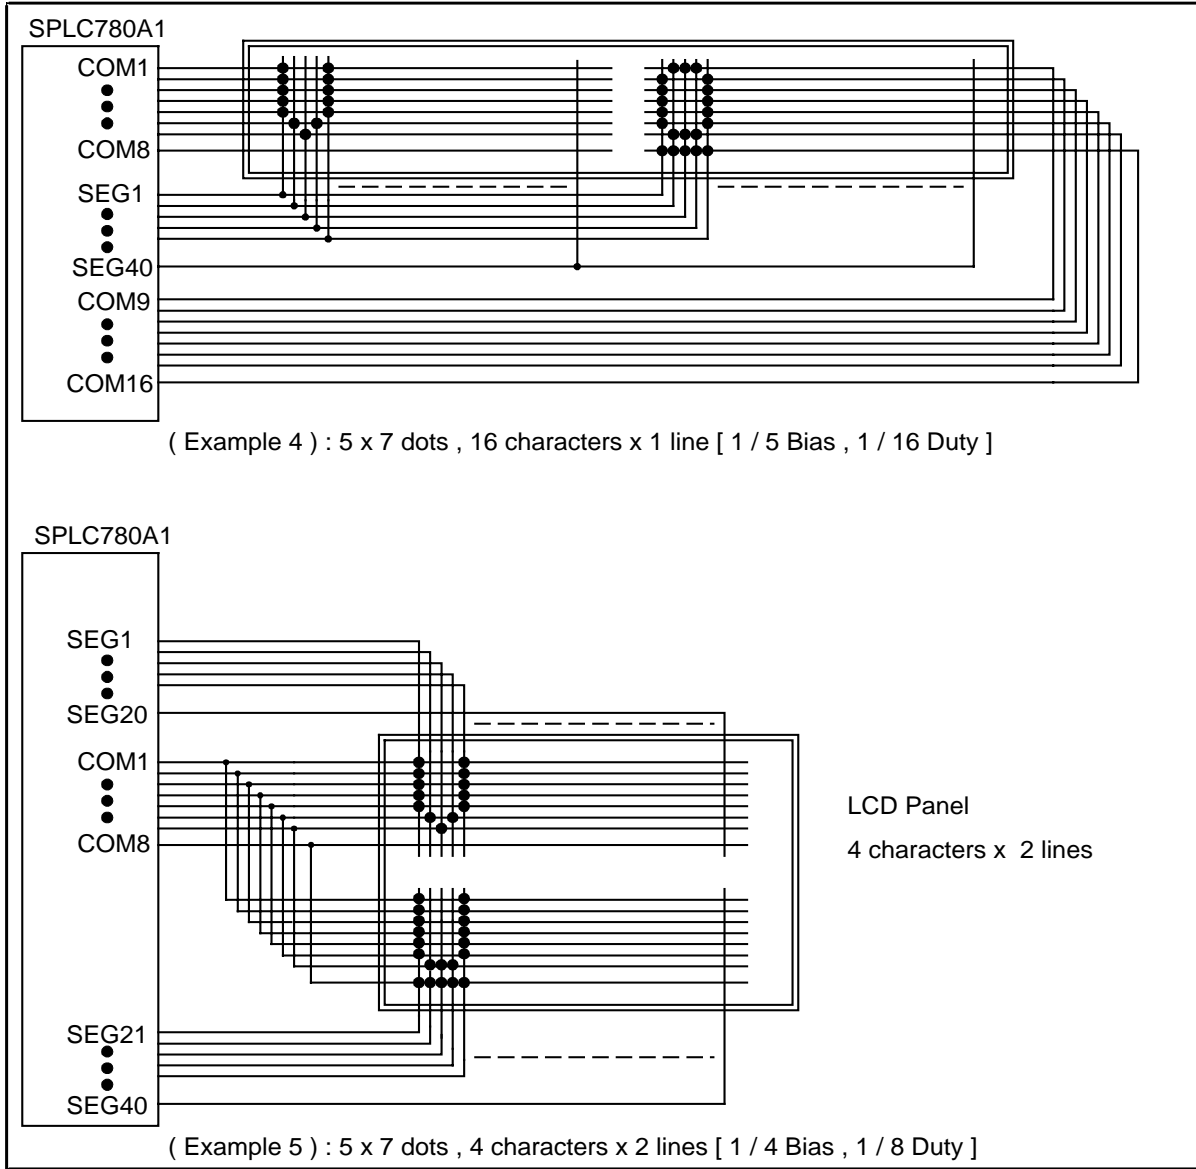 SPLC780A1
COM1
COM8
SEG1
SEG40
COM9
COM16
( Example 4 ) : 5 x 7 dots , 16 characters x 1 line [ 1 / 5 Bias , 1 / 16 Duty ]
SPLC780A1
SEG1
SEG20
COM1
COM8
LCD Panel
4 characters x 2 lines
SEG21
SEG40
( Example 5 ) : 5 x 7 dots , 4 characters x 2 lines [ 1 / 4 Bias , 1 / 8 Duty ]